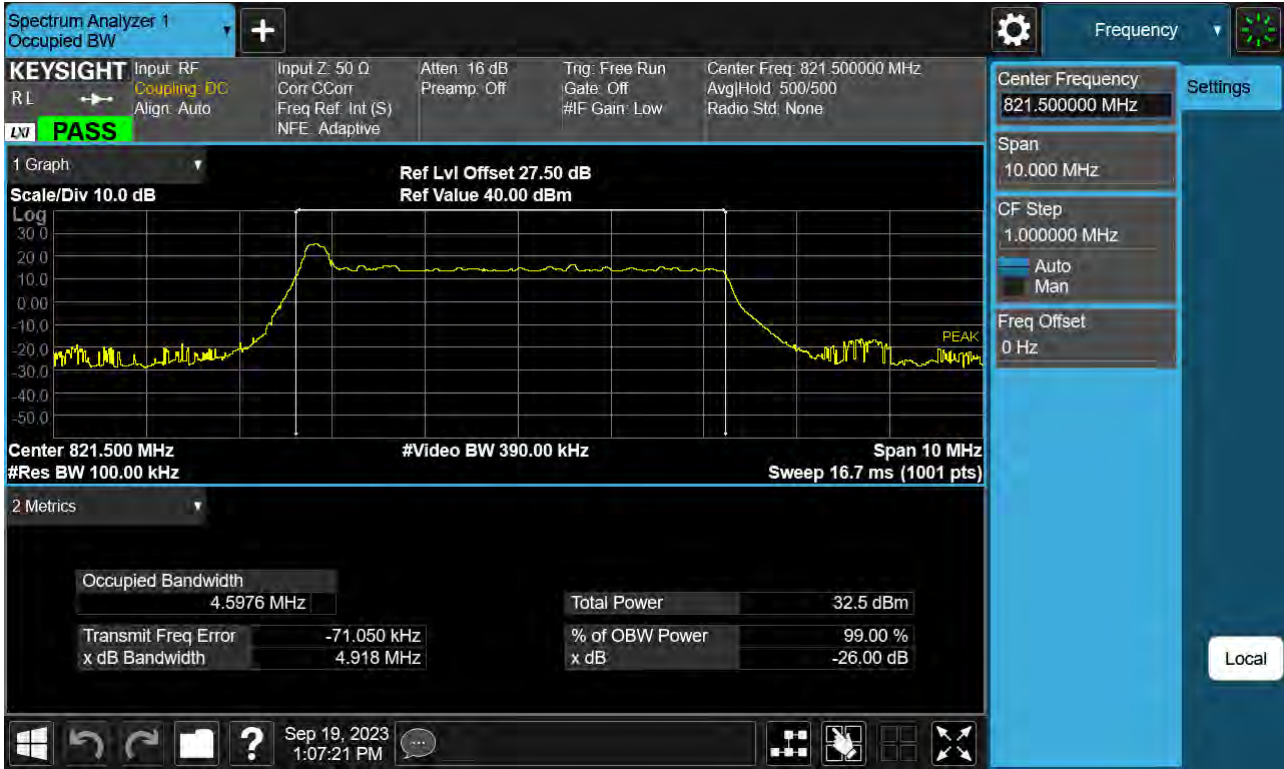 Spectrum Analyzer 1
Occupied BW
Frequency
KEYSIGHT
R L
LXI
PASS
Input: RF
Coupling: DC
Align: Auto
Input Z: 50 Ω
Corr CCorr
Freq Ref: Int (S)
NFE: Adaptive
Atten: 16 dB
Preamp: Off
Trig: Free Run
Gate: Off
#IF Gain: Low
Center Freq: 821.500000 MHz
Avg|Hold: 500/500
Radio Std: None
Center Frequency
821.500000 MHz
Settings
Span
10.000 MHz
CF Step
1.000000 MHz
Auto
Man
Freq Offset
0 Hz
Local
1 Graph
Ref Lvl Offset 27.50 dB
Scale/Div 10.0 dB
Ref Value 40.00 dBm
Log
30.0
20.0
10.0
0.00
-10.0
-20.0
-30.0
-40.0
-50.0
PEAK
Center 821.500 MHz
#Video BW 390.00 kHz
Span 10 MHz
#Res BW 100.00 kHz
Sweep 16.7 ms (1001 pts)
2 Metrics
Occupied Bandwidth
4.5976 MHz
Total Power 32.5 dBm
Transmit Freq Error -71.050 kHz
% of OBW Power 99.00 %
x dB Bandwidth 4.918 MHz
x dB -26.00 dB
?
Sep 19, 2023
1:07:21 PM